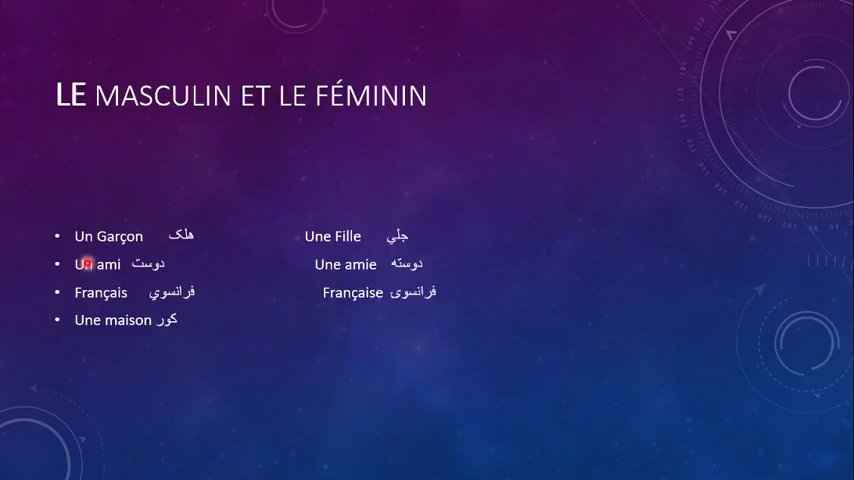 LE MASCULIN ET LE FÉMININ
• Un Garçon هلک Une Fille جلي
• Un ami دوست Une amie دوسته
• Français فرانسوي Française فرانسوی
• Une maison کور